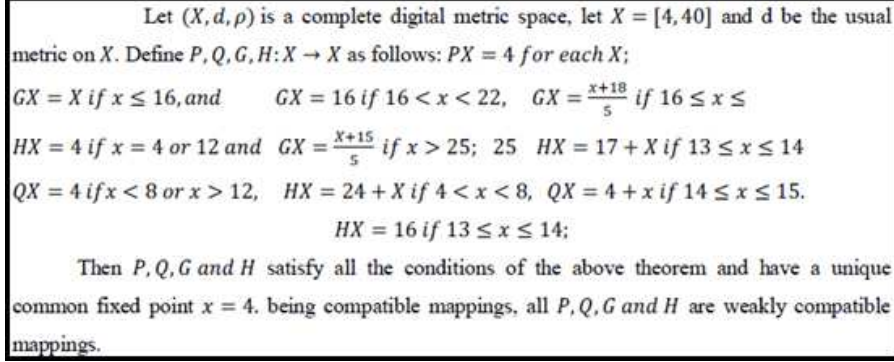 Let (X, d, ρ) is a complete digital metric space, let X = [4, 40] and d be the usual
metric on X. Define P, Q, G, H: X → X as follows: PX = 4 for each X;
GX = X if x ≤ 16, and GX = 16 if 16 < x < 22, GX = x+18/5 if 16 ≤ x ≤
HX = 4 if x = 4 or 12 and GX = X+15/5 if x > 25; 25 HX = 17 + X if 13 ≤ x ≤ 14
QX = 4 if x < 8 or x > 12, HX = 24 + X if 4 < x < 8, QX = 4 + x if 14 ≤ x ≤ 15.
HX = 16 if 13 ≤ x ≤ 14;
Then P, Q, G and H satisfy all the conditions of the above theorem and have a unique
common fixed point x = 4. being compatible mappings, all P, Q, G and H are weakly compatible
mappings.